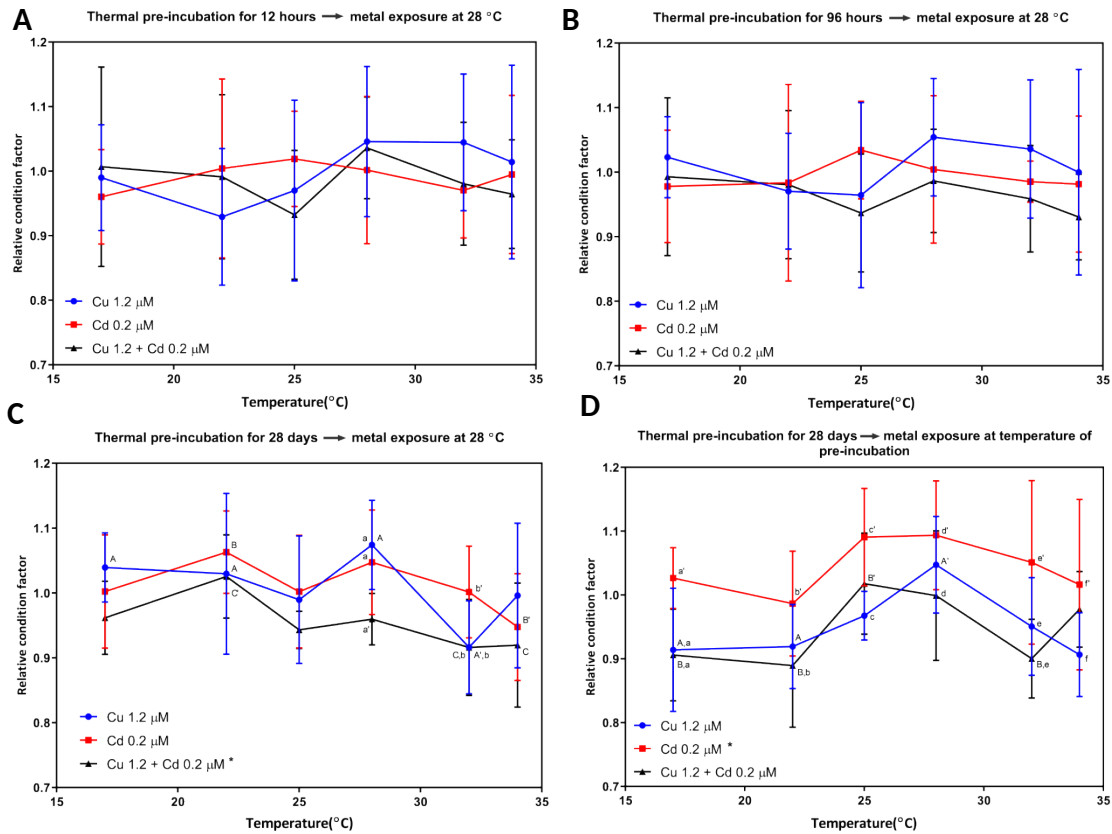 A
Thermal pre-incubation for 12 hours → metal exposure at 28 °C
Relative condition factor
1.2
1.1
1.0
0.9
0.8
0.7
Cu 1.2 μM
Cd 0.2 μM
Cu 1.2 + Cd 0.2 μM
15 20 25 30 35
Temperature(°C)
B
Thermal pre-incubation for 96 hours → metal exposure at 28 °C
Relative condition factor
1.2
1.1
1.0
0.9
0.8
0.7
Cu 1.2 μM
Cd 0.2 μM
Cu 1.2 + Cd 0.2 μM
15 20 25 30 35
Temperature(°C)
C
Thermal pre-incubation for 28 days → metal exposure at 28 °C
Relative condition factor
1.2
1.1
1.0
0.9
0.8
0.7
A
B
A
C'
a
A
a
a'
b'
C,b
A',b
B'
C
Cu 1.2 μM
Cd 0.2 μM
Cu 1.2 + Cd 0.2 μM *
15 20 25 30 35
Temperature(°C)
D
Thermal pre-incubation for 28 days → metal exposure at temperature of
pre-incubation
Relative condition factor
1.2
1.1
1.0
0.9
0.8
0.7
a'
A,a
B,a
b'
A
B,b
c'
B'
c
d'
A'
d
e'
e
B,e
f'
f
Cu 1.2 μM
Cd 0.2 μM *
Cu 1.2 + Cd 0.2 μM
15 20 25 30 35
Temperature(°C)